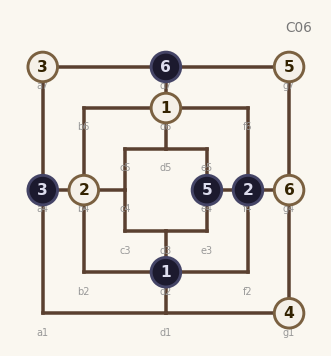 C06
3 6 5
a7 d7 g7
1
b6 d6 f6
c5 d5 e5
3 2 5 2 6
a4 b4 c4 e4 f4 g4
c3 d3 e3
1
b2 d2 f2
4
a1 d1 g1